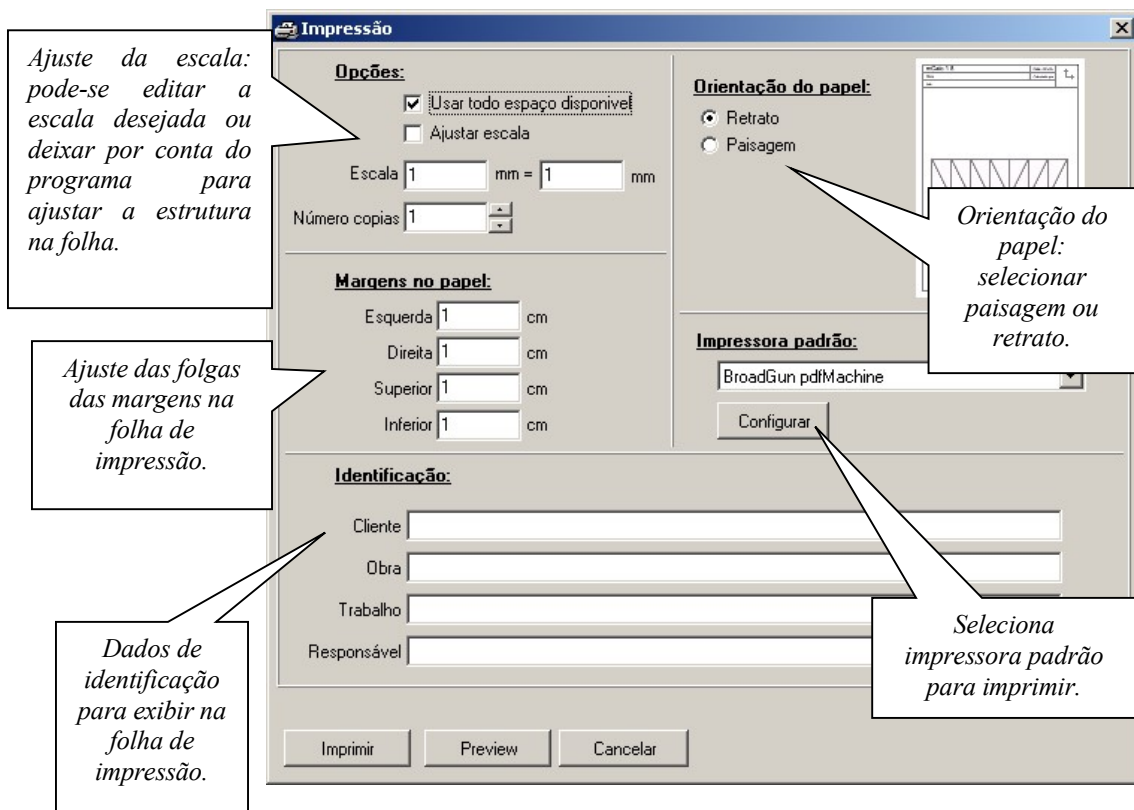 Impressão
Ajuste da escala:
pode-se editar a
escala desejada ou
deixar por conta do
programa para
ajustar a estrutura
na folha.
Opções:
Usar todo espaço disponivel
Ajustar escala
Escala 1 mm = 1 mm
Número copias 1
Orientação do papel:
Retrato
Paisagem
Orientação do
papel:
selecionar
paisagem ou
retrato.
Margens no papel:
Esquerda 1 cm
Direita 1 cm
Superior 1 cm
Inferior 1 cm
Ajuste das folgas
das margens na
folha de
impressão.
Impressora padrão:
BroadGun pdfMachine
Configurar
Identificação:
Cliente
Obra
Trabalho
Responsável
Dados de
identificação
para exibir na
folha de
impressão.
Seleciona
impressora padrão
para imprimir.
Imprimir Preview Cancelar